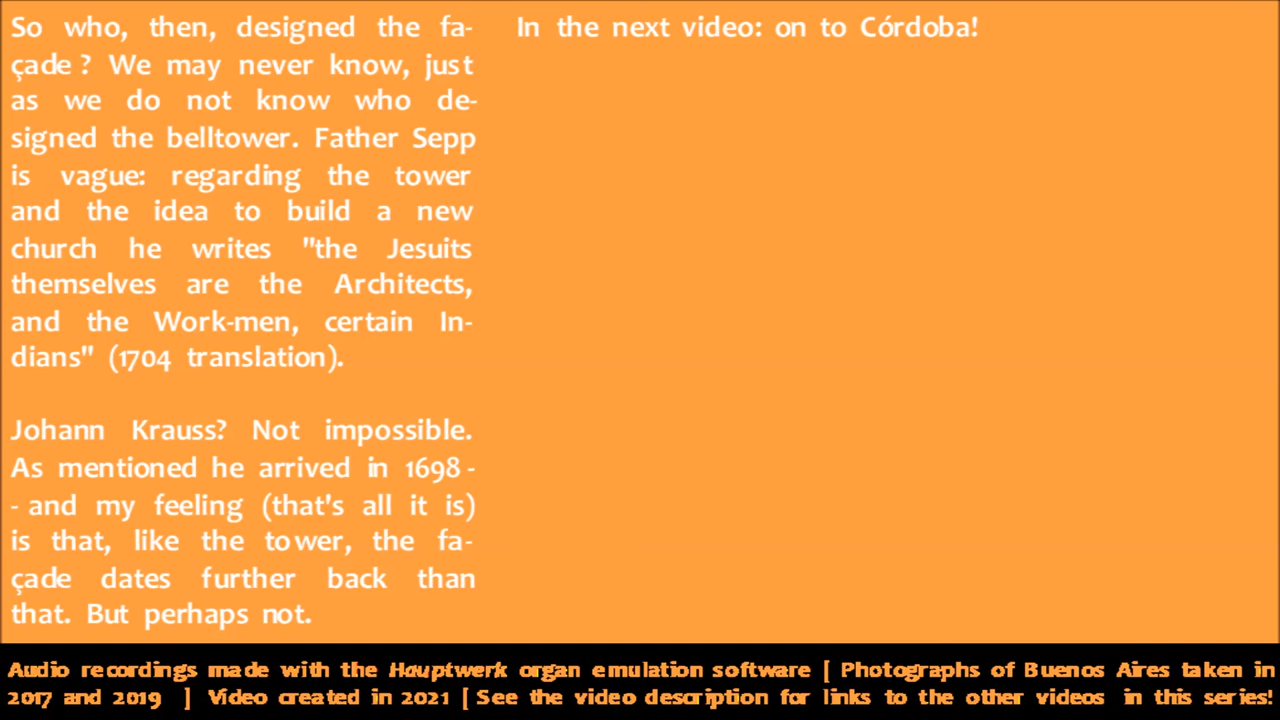 So who, then, designed the fa-
çade ? We may never know, just
as we do not know who de-
signed the belltower. Father Sepp
is vague: regarding the tower
and the idea to build a new
church he writes "the Jesuits
themselves are the Architects,
and the Work-men, certain In-
dians" (1704 translation).
Johann Krauss? Not impossible.
As mentioned he arrived in 1698 -
- and my feeling (that's all it is)
is that, like the tower, the fa-
çade dates further back than
that. But perhaps not.
In the next video: on to Córdoba!
Audio recordings made with the Hauptwerk organ emulation software [ Photographs of Buenos Aires taken in
2017 and 2019 ] Video created in 2021 [ See the video description for links to the other videos in this series!